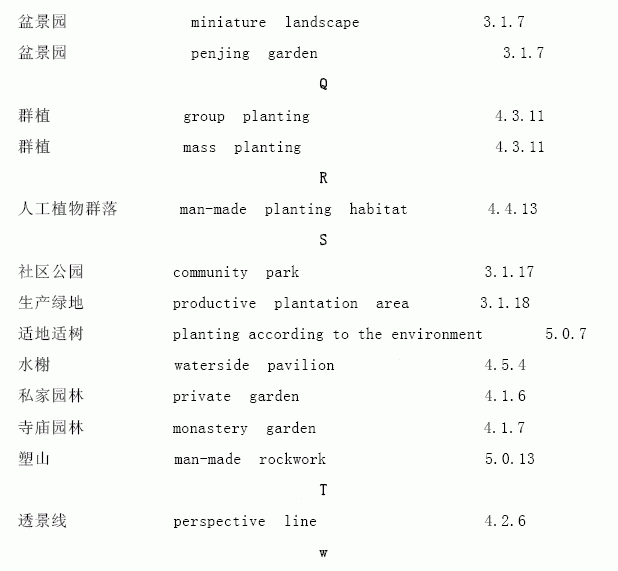 盆景园 miniature landscape 3.1.7
盆景园 penjing garden 3.1.7
Q
群植 group planting 4.3.11
群植 mass planting 4.3.11
R
人工植物群落 man-made planting habitat 4.4.13
S
社区公园 community park 3.1.17
生产绿地 productive plantation area 3.1.18
适地适树 planting according to the environment 5.0.7
水榭 waterside pavilion 4.5.4
私家园林 private garden 4.1.6
寺庙园林 monastery garden 4.1.7
塑山 man-made rockwork 5.0.13
T
透景线 perspective line 4.2.6
w